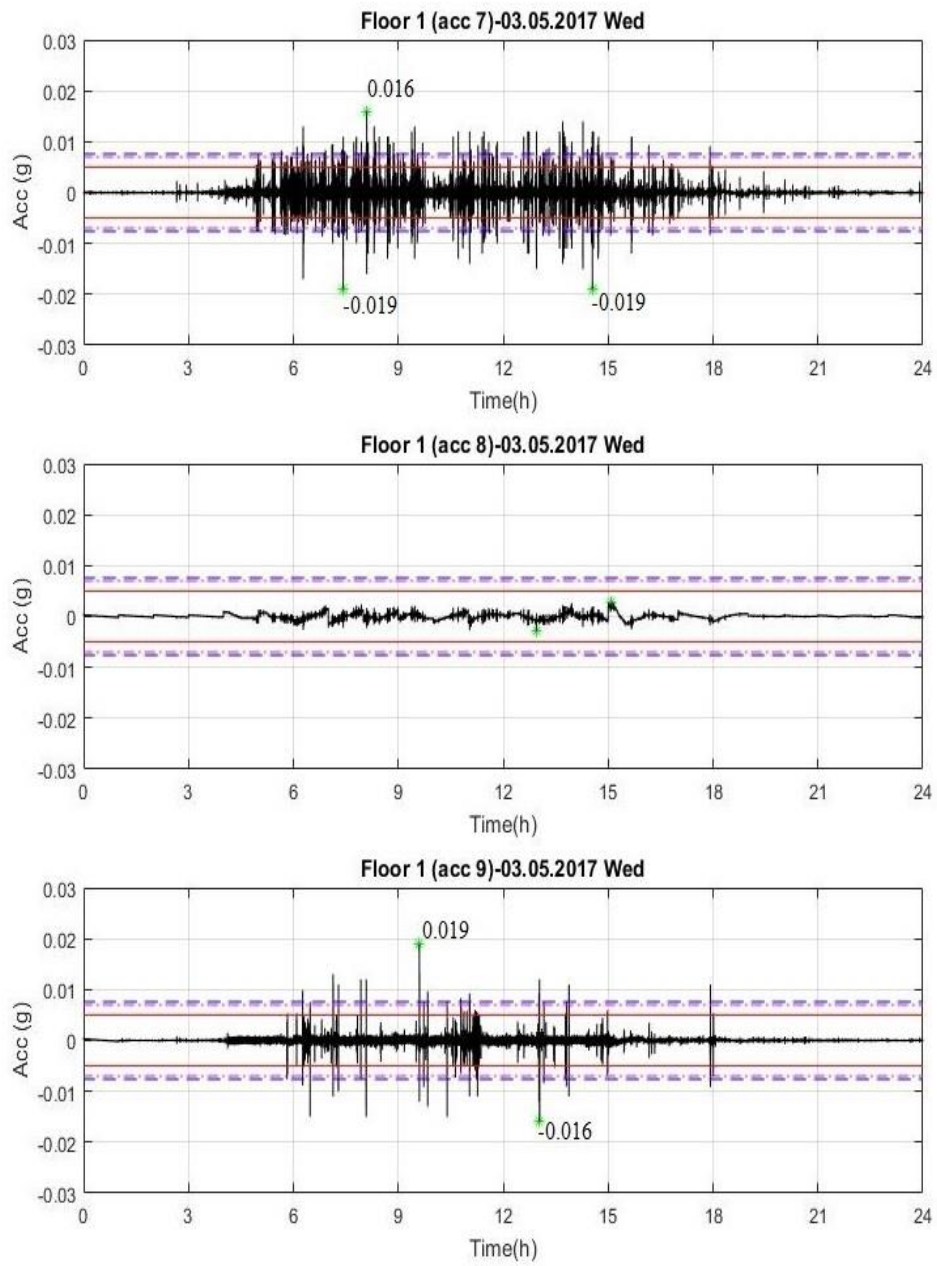 Floor 1 (acc 7)-03.05.2017 Wed
0.03
0.02
0.01
0
-0.01
-0.02
-0.03
Acc (g)
0.016
-0.019
-0.019
0 3 6 9 12 15 18 21 24
Time(h)
Floor 1 (acc 8)-03.05.2017 Wed
0.03
0.02
0.01
0
-0.01
-0.02
-0.03
Acc (g)
0 3 6 9 12 15 18 21 24
Time(h)
Floor 1 (acc 9)-03.05.2017 Wed
0.03
0.02
0.01
0
-0.01
-0.02
-0.03
Acc (g)
0.019
-0.016
0 3 6 9 12 15 18 21 24
Time(h)